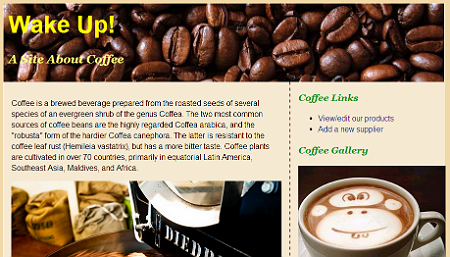 Wake Up!
A Site About Coffee
Coffee is a brewed beverage prepared from the roasted seeds of several
species of an evergreen shrub of the genus Coffea. The two most common
sources of coffee beans are the highly regarded Coffea arabica, and the
"robusta" form of the hardier Coffea canephora. The latter is resistant to the
coffee leaf rust (Hemileia vastatrix), but has a more bitter taste. Coffee plants
are cultivated in over 70 countries, primarily in equatorial Latin America,
Southeast Asia, Maldives, and Africa.
DIEDR
Coffee Links
View/edit our products
Add a new supplier
Coffee Gallery